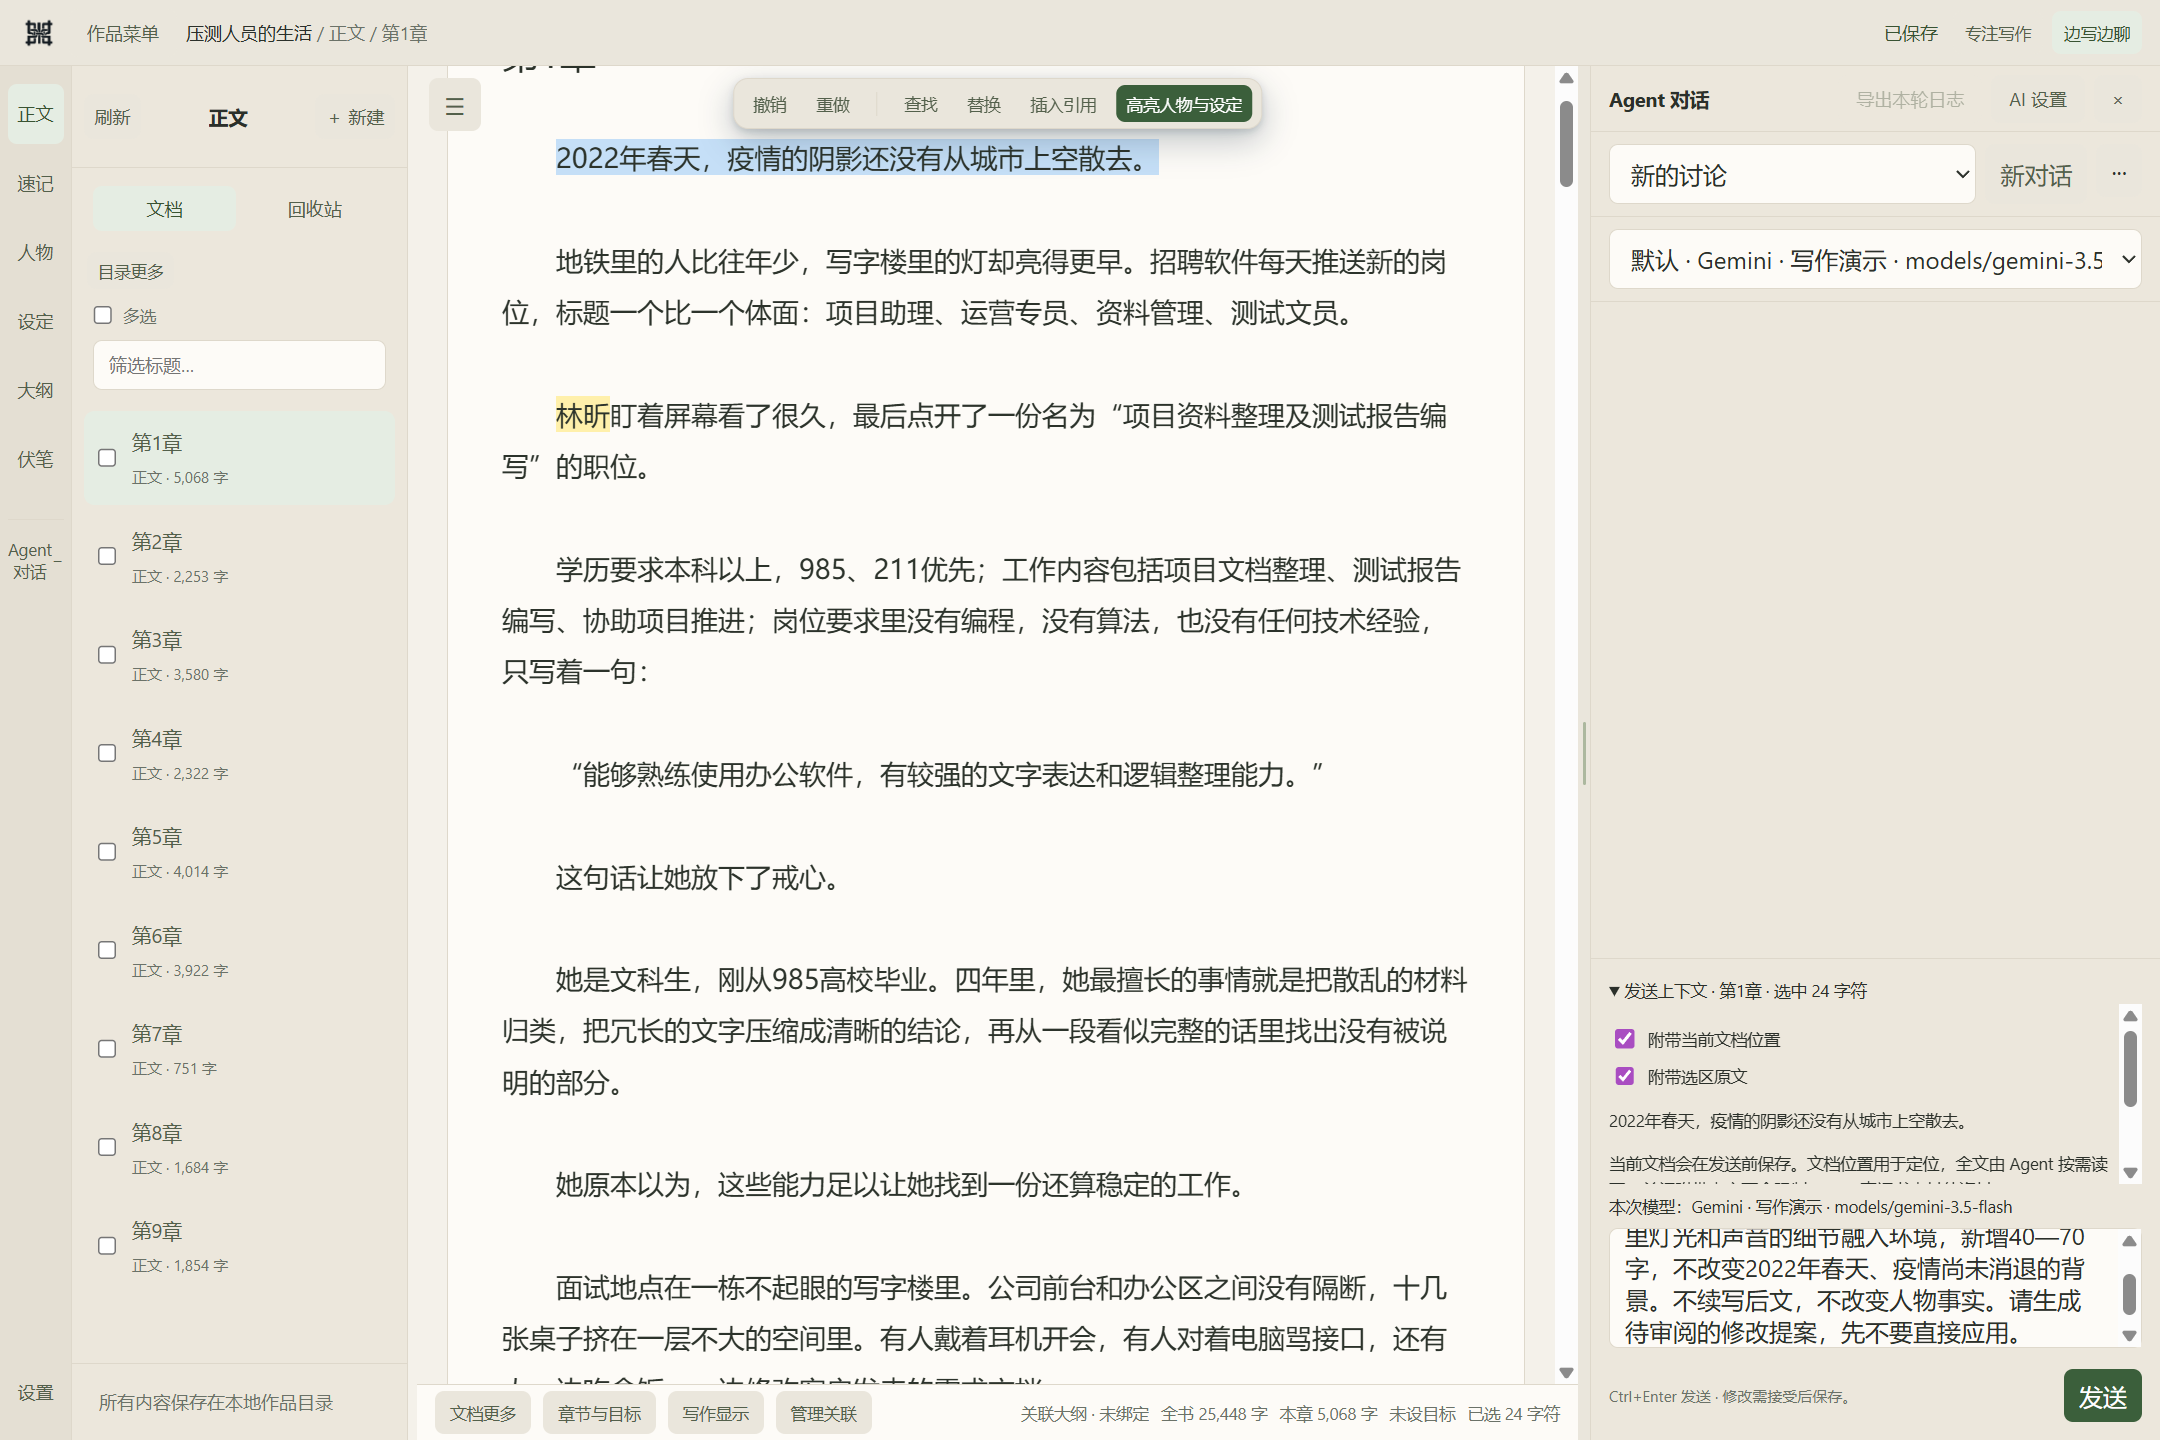 作品菜单
压测人员的生活 / 正文 / 第1章
已保存
专注写作
边写边聊
正文
速记
人物
设定
大纲
伏笔
Agent
对话
设置
刷新
正文
+ 新建
文档
回收站
目录更多
多选
筛选标题...
第1章
正文 · 5,068 字
第2章
正文 · 2,253 字
第3章
正文 · 3,580 字
第4章
正文 · 2,322 字
第5章
正文 · 4,014 字
第6章
正文 · 3,922 字
第7章
正文 · 751 字
第8章
正文 · 1,684 字
第9章
正文 · 1,854 字
所有内容保存在本地作品目录
第1章
撤销
重做
查找
替换
插入引用
高亮人物与设定
2022年春天，疫情的阴影还没有从城市上空散去。
地铁里的人比往年少，写字楼里的灯却亮得更早。招聘软件每天推送新的岗
位，标题一个比一个体面：项目助理、运营专员、资料管理、测试文员。
林昕盯着屏幕看了很久，最后点开了一份名为“项目资料整理及测试报告编
写”的职位。
学历要求本科以上，985、211优先；工作内容包括项目文档整理、测试报告
编写、协助项目推进；岗位要求里没有编程，没有算法，也没有任何技术经验，
只写着一句：
“能够熟练使用办公软件，有较强的文字表达和逻辑整理能力。”
这句话让她放下了戒心。
她是文科生，刚从985高校毕业。四年里，她最擅长的事情就是把散乱的材料
归类，把冗长的文字压缩成清晰的结论，再从一段看似完整的话里找出没有被说
明的部分。
她原本以为，这些能力足以让她找到一份还算稳定的工作。
面试地点在一栋不起眼的写字楼里。公司前台和办公区之间没有隔断，十几
张桌子挤在一层不大的空间里。有人戴着耳机开会，有人对着电脑骂接口，还有
文档更多
章节与目标
写作显示
管理关联
关联大纲 · 未绑定
全书 25,448 字
本章 5,068 字
未设目标
已选 24 字符
Agent 对话
导出本轮日志
AI 设置
×
新的讨论
新对话
···
默认 · Gemini · 写作演示 · models/gemini-3.5
▼ 发送上下文 · 第1章 · 选中 24 字符
附带当前文档位置
附带选区原文
2022年春天，疫情的阴影还没有从城市上空散去。
当前文档会在发送前保存。文档位置用于定位，全文由 Agent 按需读
本次模型：Gemini · 写作演示 · models/gemini-3.5-flash
里灯光和声音的细节融入环境，新增40—70
字，不改变2022年春天、疫情尚未消退的背
景。不续写后文，不改变人物事实。请生成
待审阅的修改提案，先不要直接应用。
Ctrl+Enter 发送 · 修改需接受后保存。
发送